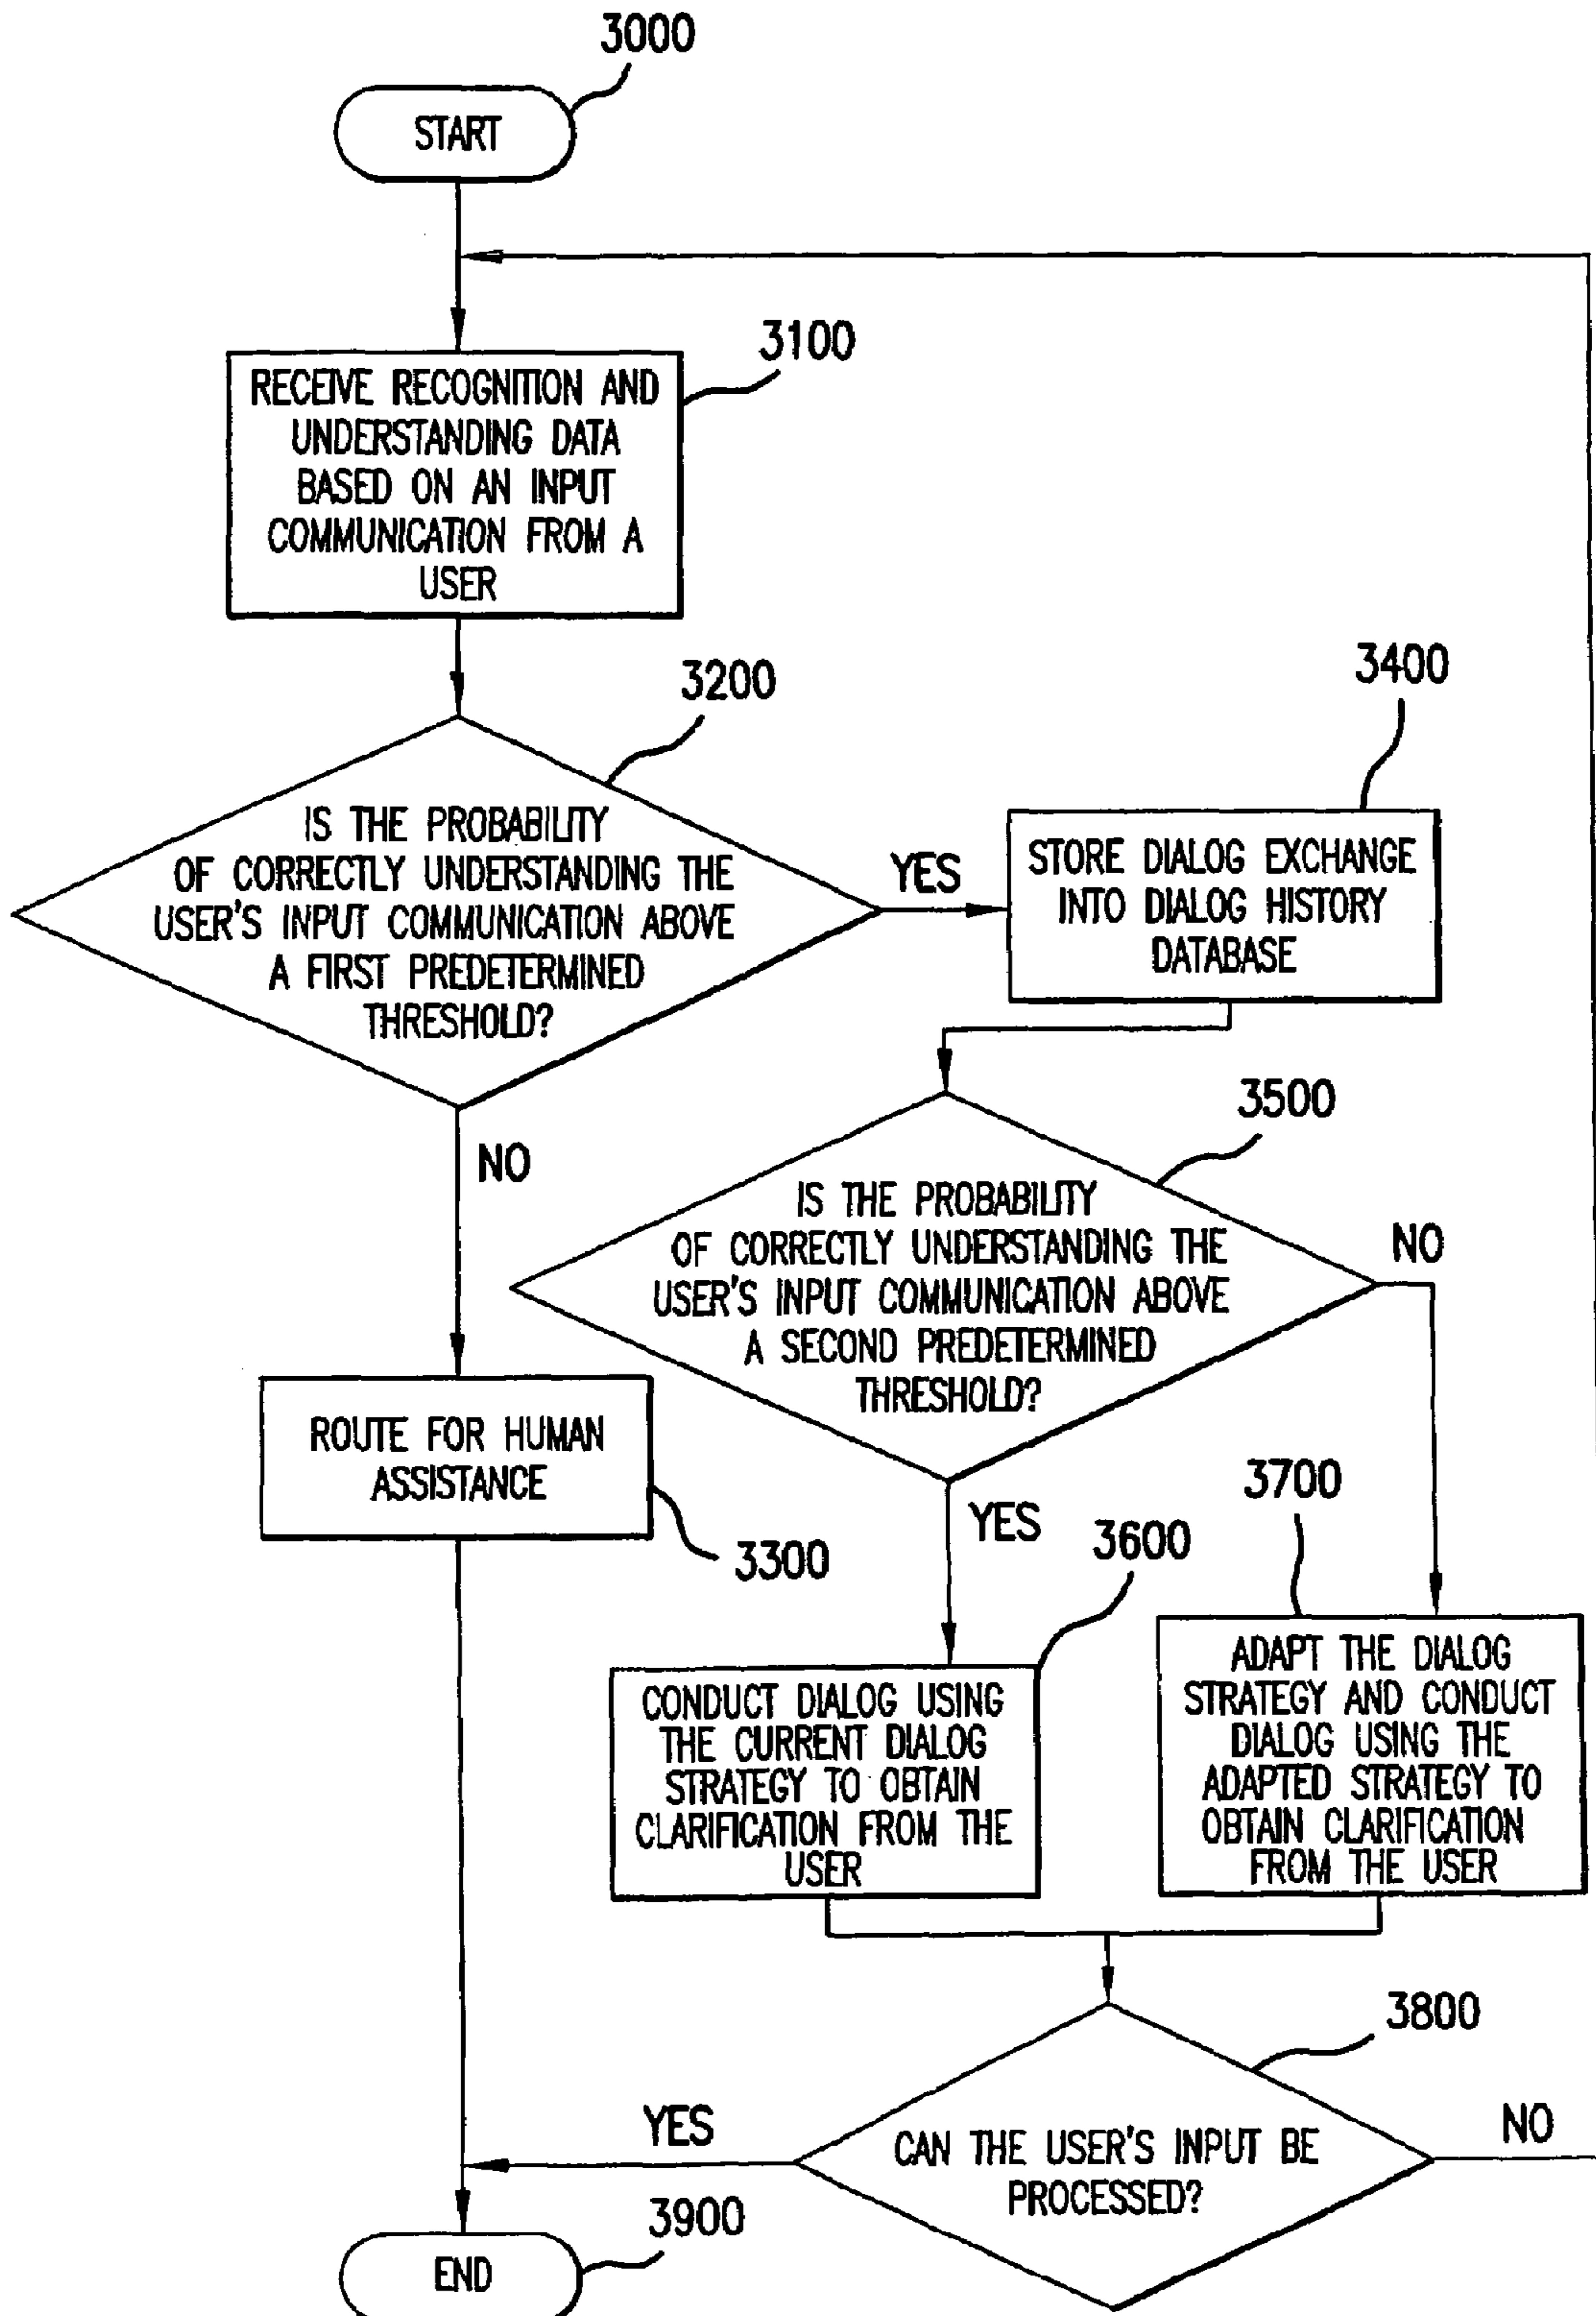 3000
START
3100
RECEIVE RECOGNITION AND
UNDERSTANDING DATA
BASED ON AN INPUT
COMMUNICATION FROM A
USER
3200
IS THE PROBABILITY
OF CORRECTLY UNDERSTANDING THE
USER'S INPUT COMMUNICATION ABOVE
A FIRST PREDETERMINED
THRESHOLD?
YES
3400
STORE DIALOG EXCHANGE
INTO DIALOG HISTORY
DATABASE
NO
3500
IS THE PROBABILITY
OF CORRECTLY UNDERSTANDING THE
USER'S INPUT COMMUNICATION ABOVE
A SECOND PREDETERMINED
THRESHOLD?
NO
ROUTE FOR HUMAN
ASSISTANCE
3300
YES
3600
CONDUCT DIALOG USING
THE CURRENT DIALOG
STRATEGY TO OBTAIN
CLARIFICATION FROM THE
USER
3700
ADAPT THE DIALOG
STRATEGY AND CONDUCT
DIALOG USING THE
ADAPTED STRATEGY TO
OBTAIN CLARIFICATION
FROM THE USER
3800
CAN THE USER'S INPUT BE
PROCESSED?
YES
NO
3900
END